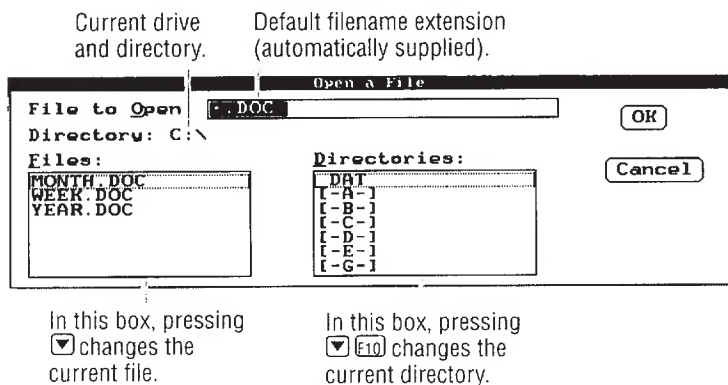 Current drive
and directory.
Default filename extension
(automatically supplied).
Open a File
File to Open *.DOC
OK
Directory: C:\
Cancel
Files:
MONTH.DOC
WEEK.DOC
YEAR.DOC
Directories:
DAT
[-A-]
[-B-]
[-C-]
[-D-]
[-E-]
[-G-]
In this box, pressing
▼ changes the
current file.
In this box, pressing
▼ F10 changes the
current directory.